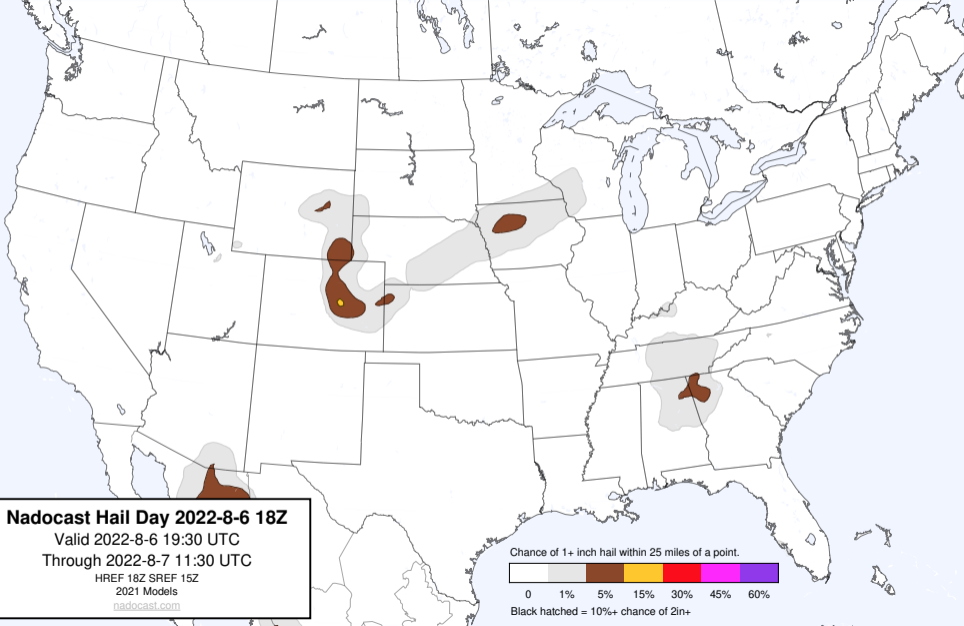 Nadocast Hail Day 2022-8-6 18Z
Valid 2022-8-6 19:30 UTC
Through 2022-8-7 11:30 UTC
HREF 18Z SREF 15Z
2021 Models
nadocast.com
Chance of 1+ inch hail within 25 miles of a point.
0 1% 5% 15% 30% 45% 60%
Black hatched = 10%+ chance of 2in+